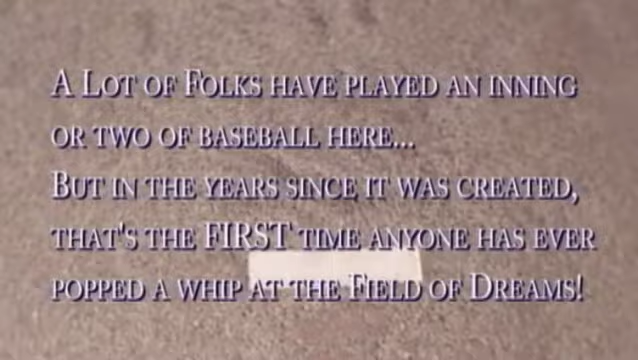 A LOT OF FOLKS HAVE PLAYED AN INNING
OR TWO OF BASEBALL HERE...
BUT IN THE YEARS SINCE IT WAS CREATED,
THAT'S THE FIRST TIME ANYONE HAS EVER
POPPED A WHIP AT THE FIELD OF DREAMS!